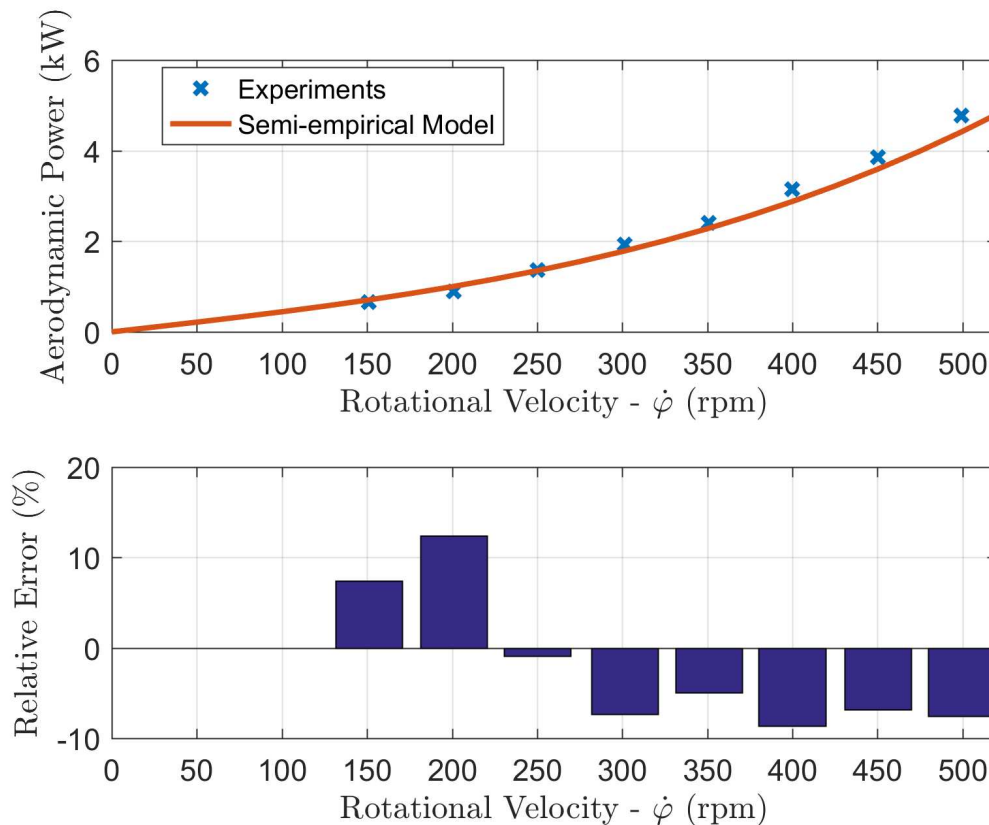 Aerodynamic Power (kW)
6
4
2
0
Experiments
Semi-empirical Model
0 50 100 150 200 250 300 350 400 450 500
Rotational Velocity - φ̇ (rpm)
Relative Error (%)
20
10
0
-10
0 50 100 150 200 250 300 350 400 450 500
Rotational Velocity - φ̇ (rpm)